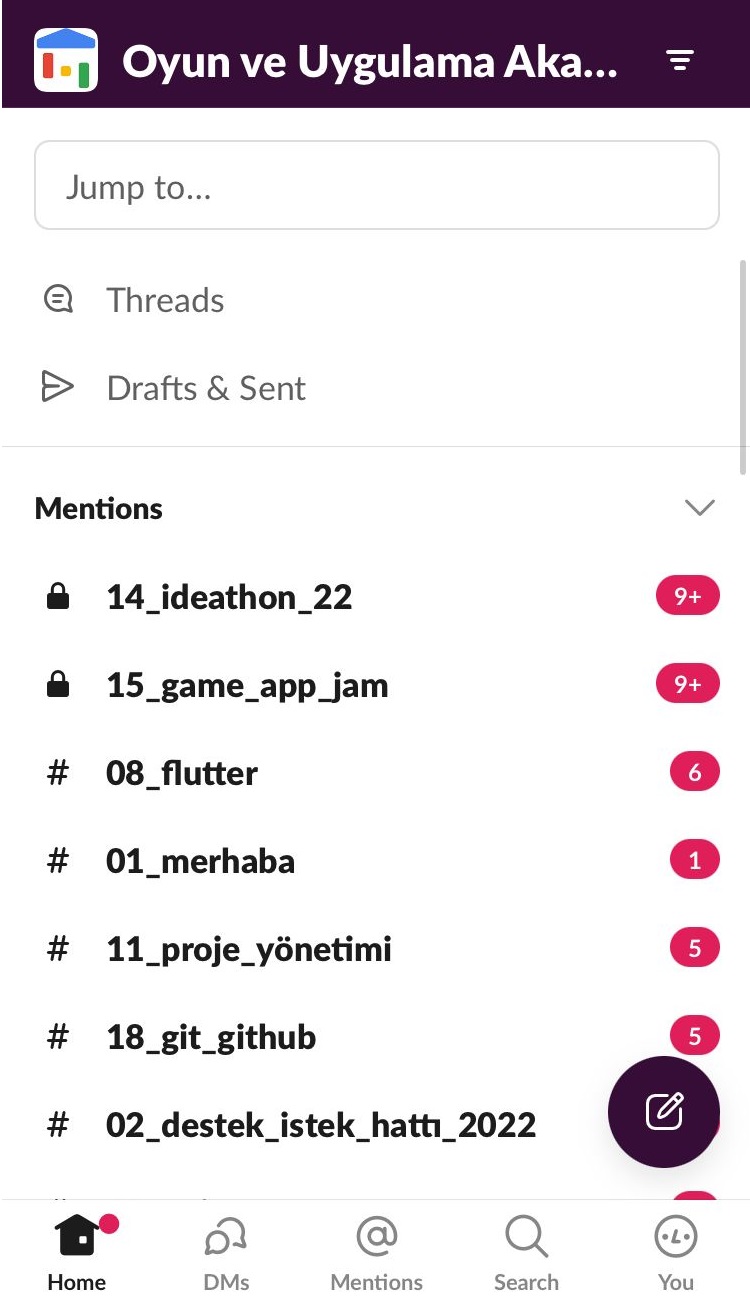 Oyun ve Uygulama Aka...
Jump to...
Threads
Drafts & Sent
Mentions
14_ideathon_22 9+
15_game_app_jam 9+
# 08_flutter 6
# 01_merhaba 1
# 11_proje_yönetimi 5
# 18_git_github 5
# 02_destek_istek_hattı_2022
Home DMs Mentions Search You